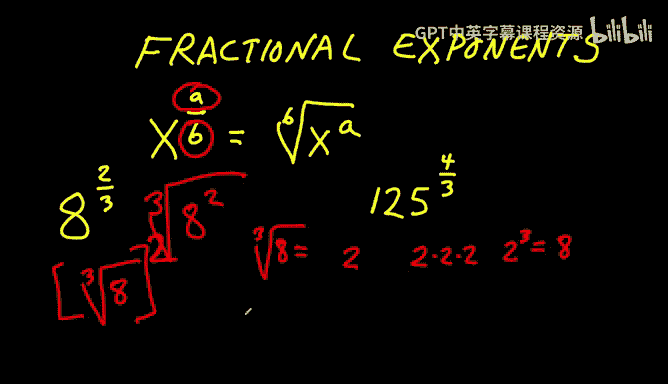 GPT中英字幕课程资源 bilibili
FRACTIONAL EXPONENTS
x^(a/b) = ᵇ√(x^a)
8^(2/3) ³√(8²) 125^(4/3)
[³√8]² ³√8 = 2 2·2·2 2³ = 8